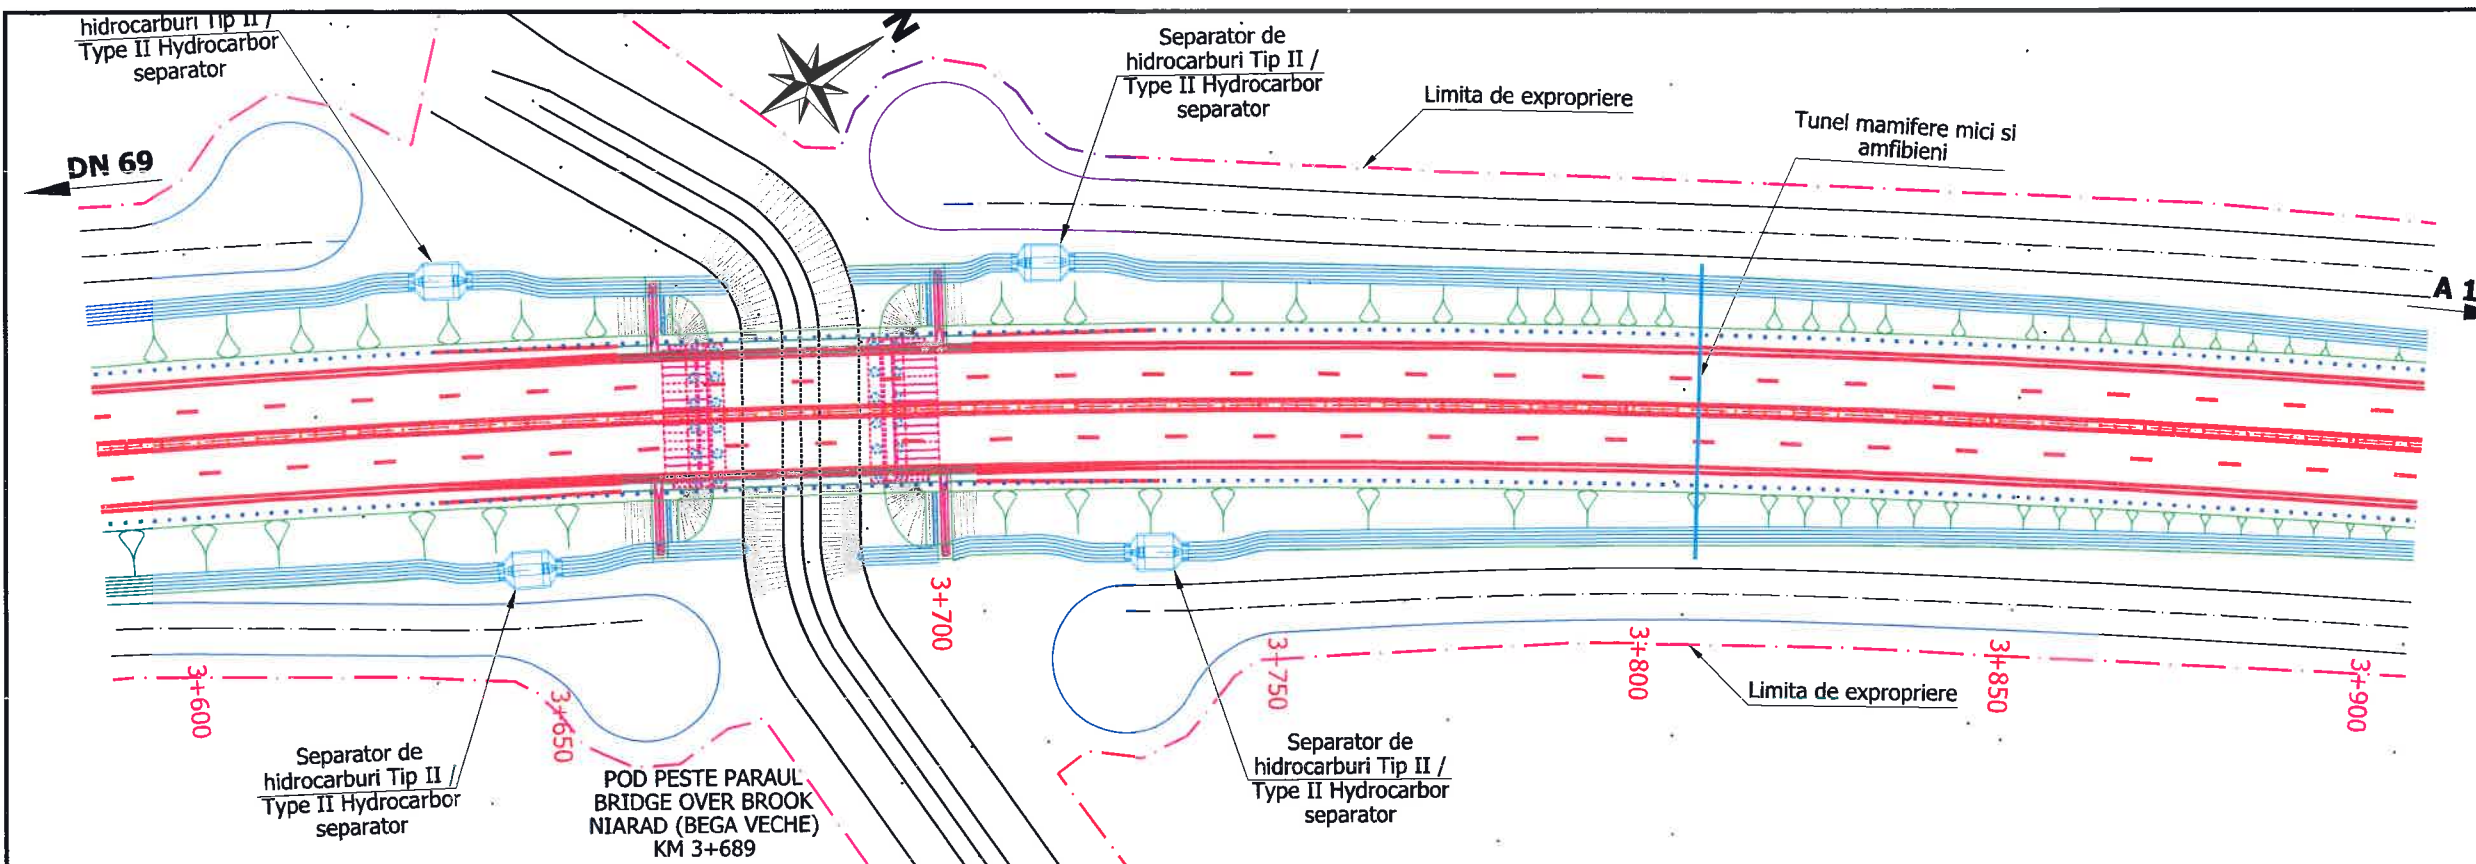 hidrocarburi Tip II /
Type II Hydrocarbor
separator
N
Separator de
hidrocarburi Tip II /
Type II Hydrocarbor
separator
Limita de expropriere
Tunel mamifere mici si
amfibieni
DN 69
A 1
3+600
3+650
3+700
3+750
3+800
3+850
3+900
Limita de expropriere
Separator de
hidrocarburi Tip II /
Type II Hydrocarbor
separator
POD PESTE PARAUL
BRIDGE OVER BROOK
NIARAD (BEGA VECHE)
KM 3+689
Separator de
hidrocarburi Tip II /
Type II Hydrocarbor
separator